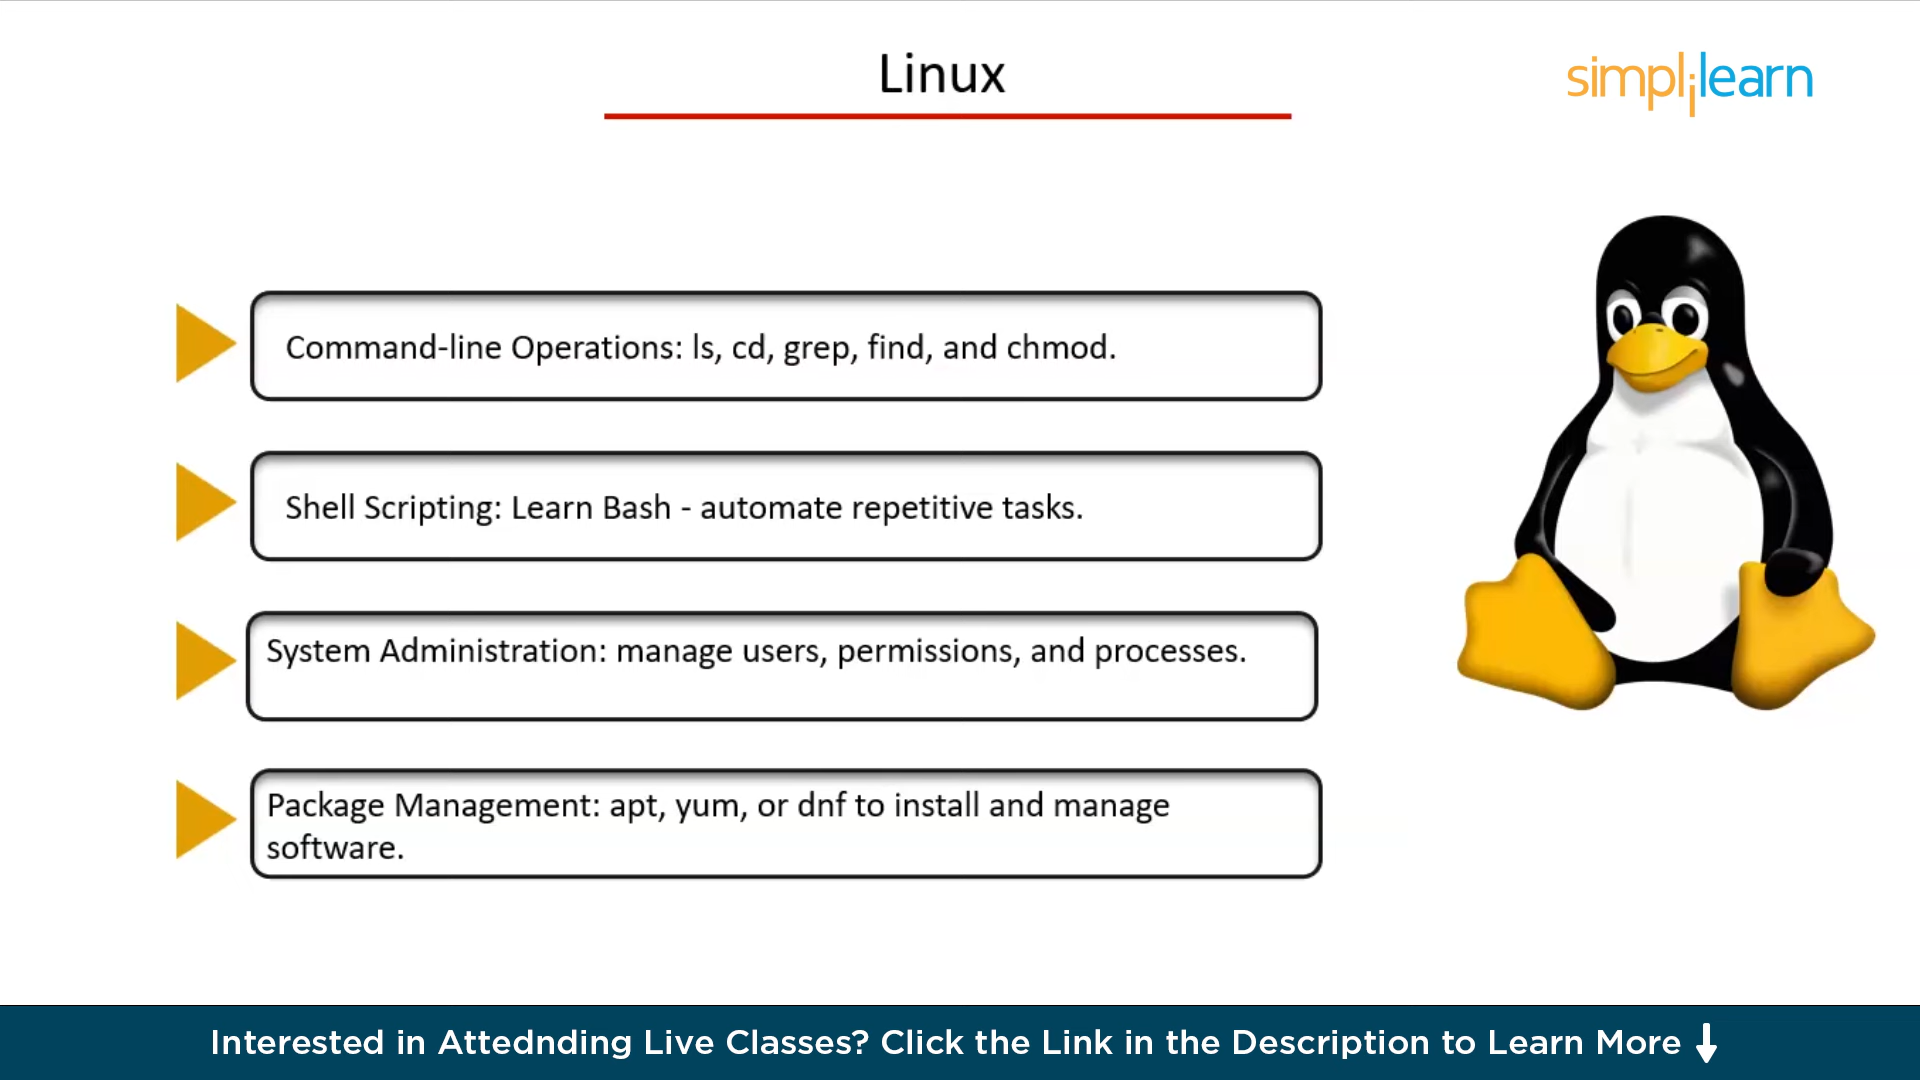 Linux
simplilearn
Command-line Operations: ls, cd, grep, find, and chmod.
Shell Scripting: Learn Bash - automate repetitive tasks.
System Administration: manage users, permissions, and processes.
Package Management: apt, yum, or dnf to install and manage
software.
Interested in Attednding Live Classes? Click the Link in the Description to Learn More